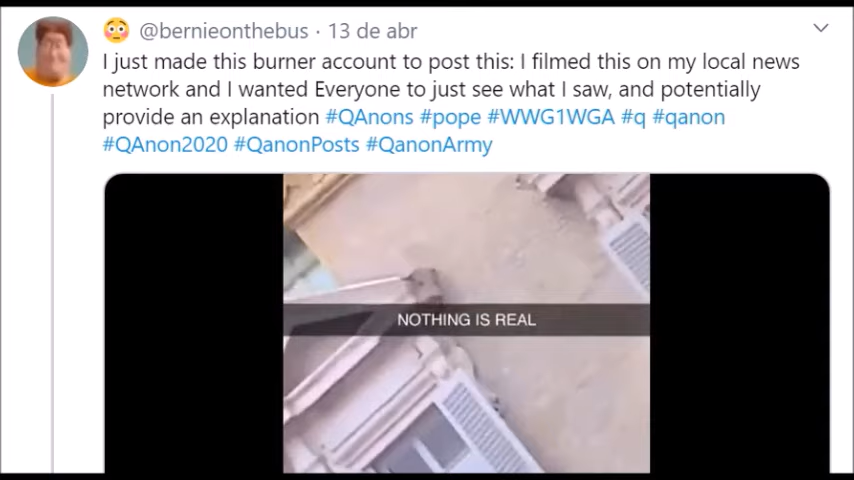 😳 @bernieonthebus · 13 de abr
I just made this burner account to post this: I filmed this on my local news
network and I wanted Everyone to just see what I saw, and potentially
provide an explanation #QAnons #pope #WWG1WGA #q #qanon
#QAnon2020 #QanonPosts #QanonArmy
NOTHING IS REAL